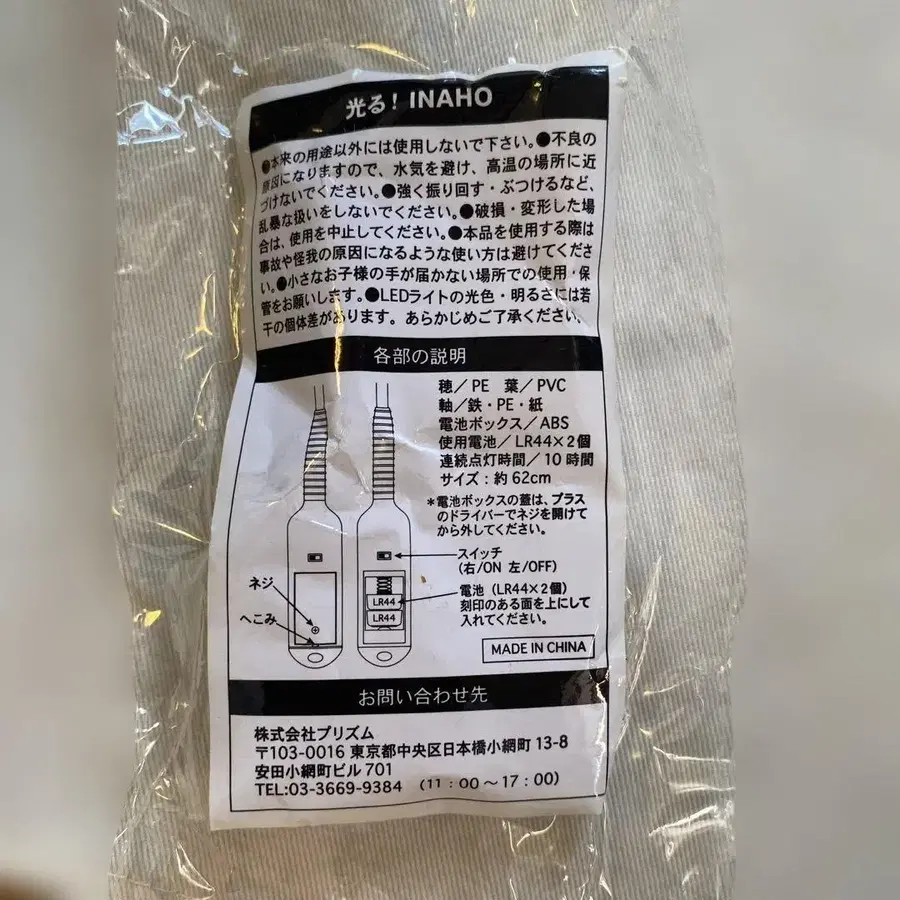 光る! INAHO
●本来の用途以外には使用しないで下さい。●不良の
原因になりますので、水気を避け、高温の場所に近
づけないでください。●強く振り回す・ぶつけるなど、
乱暴な扱いをしないでください。●破損・変形した場
合は、使用を中止してください。●本品を使用する際は
事故や怪我の原因になるような使い方は避けてくださ
い。●小さなお子様の手が届かない場所での使用・保
管をお願いします。●LEDライトの光色・明るさには若
干の個体差があります。あらかじめご了承ください。
各部の説明
穂/PE 葉/PVC
軸/鉄・PE・紙
電池ボックス/ABS
使用電池/LR44×2個
連続点灯時間/10時間
サイズ:約62cm
*電池ボックスの蓋は、プラス
のドライバーでネジを開けて
から外してください。
スイッチ
(右/ON 左/OFF)
ネジ
へこみ
LR44
LR44
電池(LR44×2個)
刻印のある面を上にして
入れてください。
MADE IN CHINA
お問い合わせ先
株式会社プリズム
〒103-0016 東京都中央区日本橋小網町 13-8
安田小網町ビル 701
TEL:03-3669-9384 (11:00~17:00)